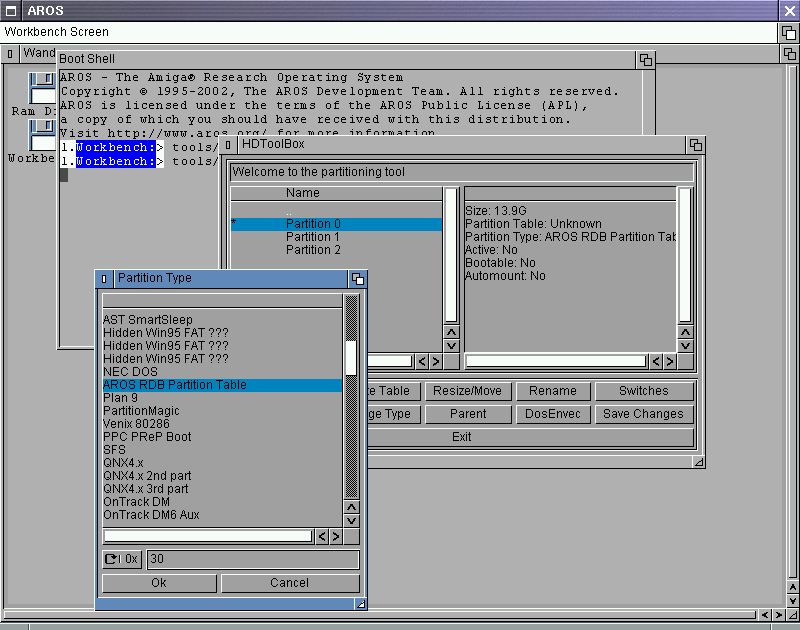 AROS
Workbench Screen
Wand
Ram D
Workbe
Boot Shell
AROS - The Amiga® Research Operating System
Copyright © 1995-2002, The AROS Development Team. All rights reserved.
AROS is licensed under the terms of the AROS Public License (APL),
a copy of which you should have received with this distribution.
Visit http://www.aros.org/ for more information.
1.Workbench:> tools/
1.Workbench:> tools/
HDToolBox
Welcome to the partitioning tool
Name
..
* Partition 0
Partition 1
Partition 2
Size: 13.9G
Partition Table: Unknown
Partition Type: AROS RDB Partition Tab
Active: No
Bootable: No
Automount: No
te Table
Resize/Move
Rename
Switches
ge Type
Parent
DosEnvec
Save Changes
Exit
Partition Type
AST SmartSleep
Hidden Win95 FAT ???
Hidden Win95 FAT ???
Hidden Win95 FAT ???
NEC DOS
AROS RDB Partition Table
Plan 9
PartitionMagic
Venix 80286
PPC PReP Boot
SFS
QNX4.x
QNX4.x 2nd part
QNX4.x 3rd part
OnTrack DM
OnTrack DM6 Aux
0x
30
Ok
Cancel